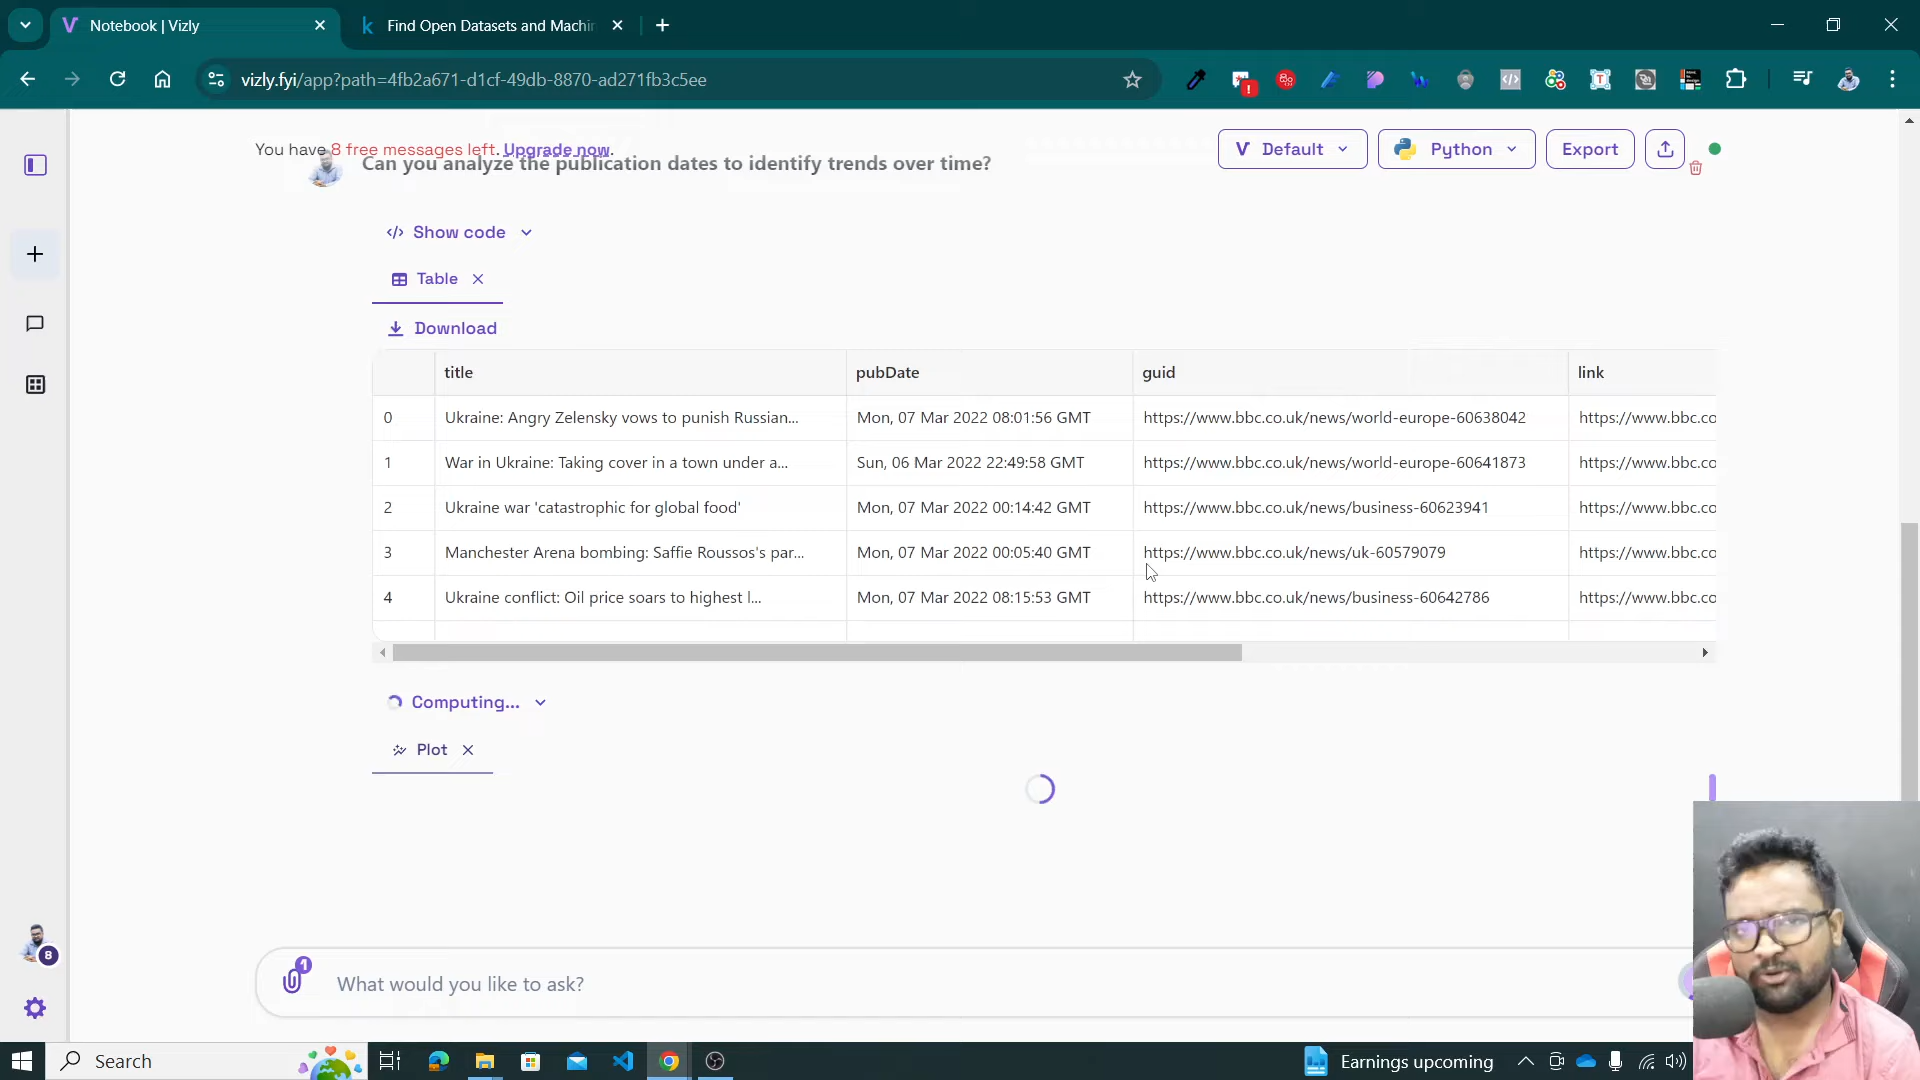 Notebook | Vizly
Find Open Datasets and Machin
vizly.fyi/app?path=4fb2a671-d1cf-49db-8870-ad271fb3c5ee
You have 8 free messages left. Upgrade now.
Can you analyze the publication dates to identify trends over time?
V Default
Python
Export
</> Show code
Table
Download
title pubDate guid link
0 Ukraine: Angry Zelensky vows to punish Russian... Mon, 07 Mar 2022 08:01:56 GMT https://www.bbc.co.uk/news/world-europe-60638042 https://www.bbc.co
1 War in Ukraine: Taking cover in a town under a... Sun, 06 Mar 2022 22:49:58 GMT https://www.bbc.co.uk/news/world-europe-60641873 https://www.bbc.co
2 Ukraine war 'catastrophic for global food' Mon, 07 Mar 2022 00:14:42 GMT https://www.bbc.co.uk/news/business-60623941 https://www.bbc.co
3 Manchester Arena bombing: Saffie Roussos's par... Mon, 07 Mar 2022 00:05:40 GMT https://www.bbc.co.uk/news/uk-60579079 https://www.bbc.co
4 Ukraine conflict: Oil price soars to highest l... Mon, 07 Mar 2022 08:15:53 GMT https://www.bbc.co.uk/news/business-60642786 https://www.bbc.co
Computing...
Plot
8
1
What would you like to ask?
Search
Earnings upcoming